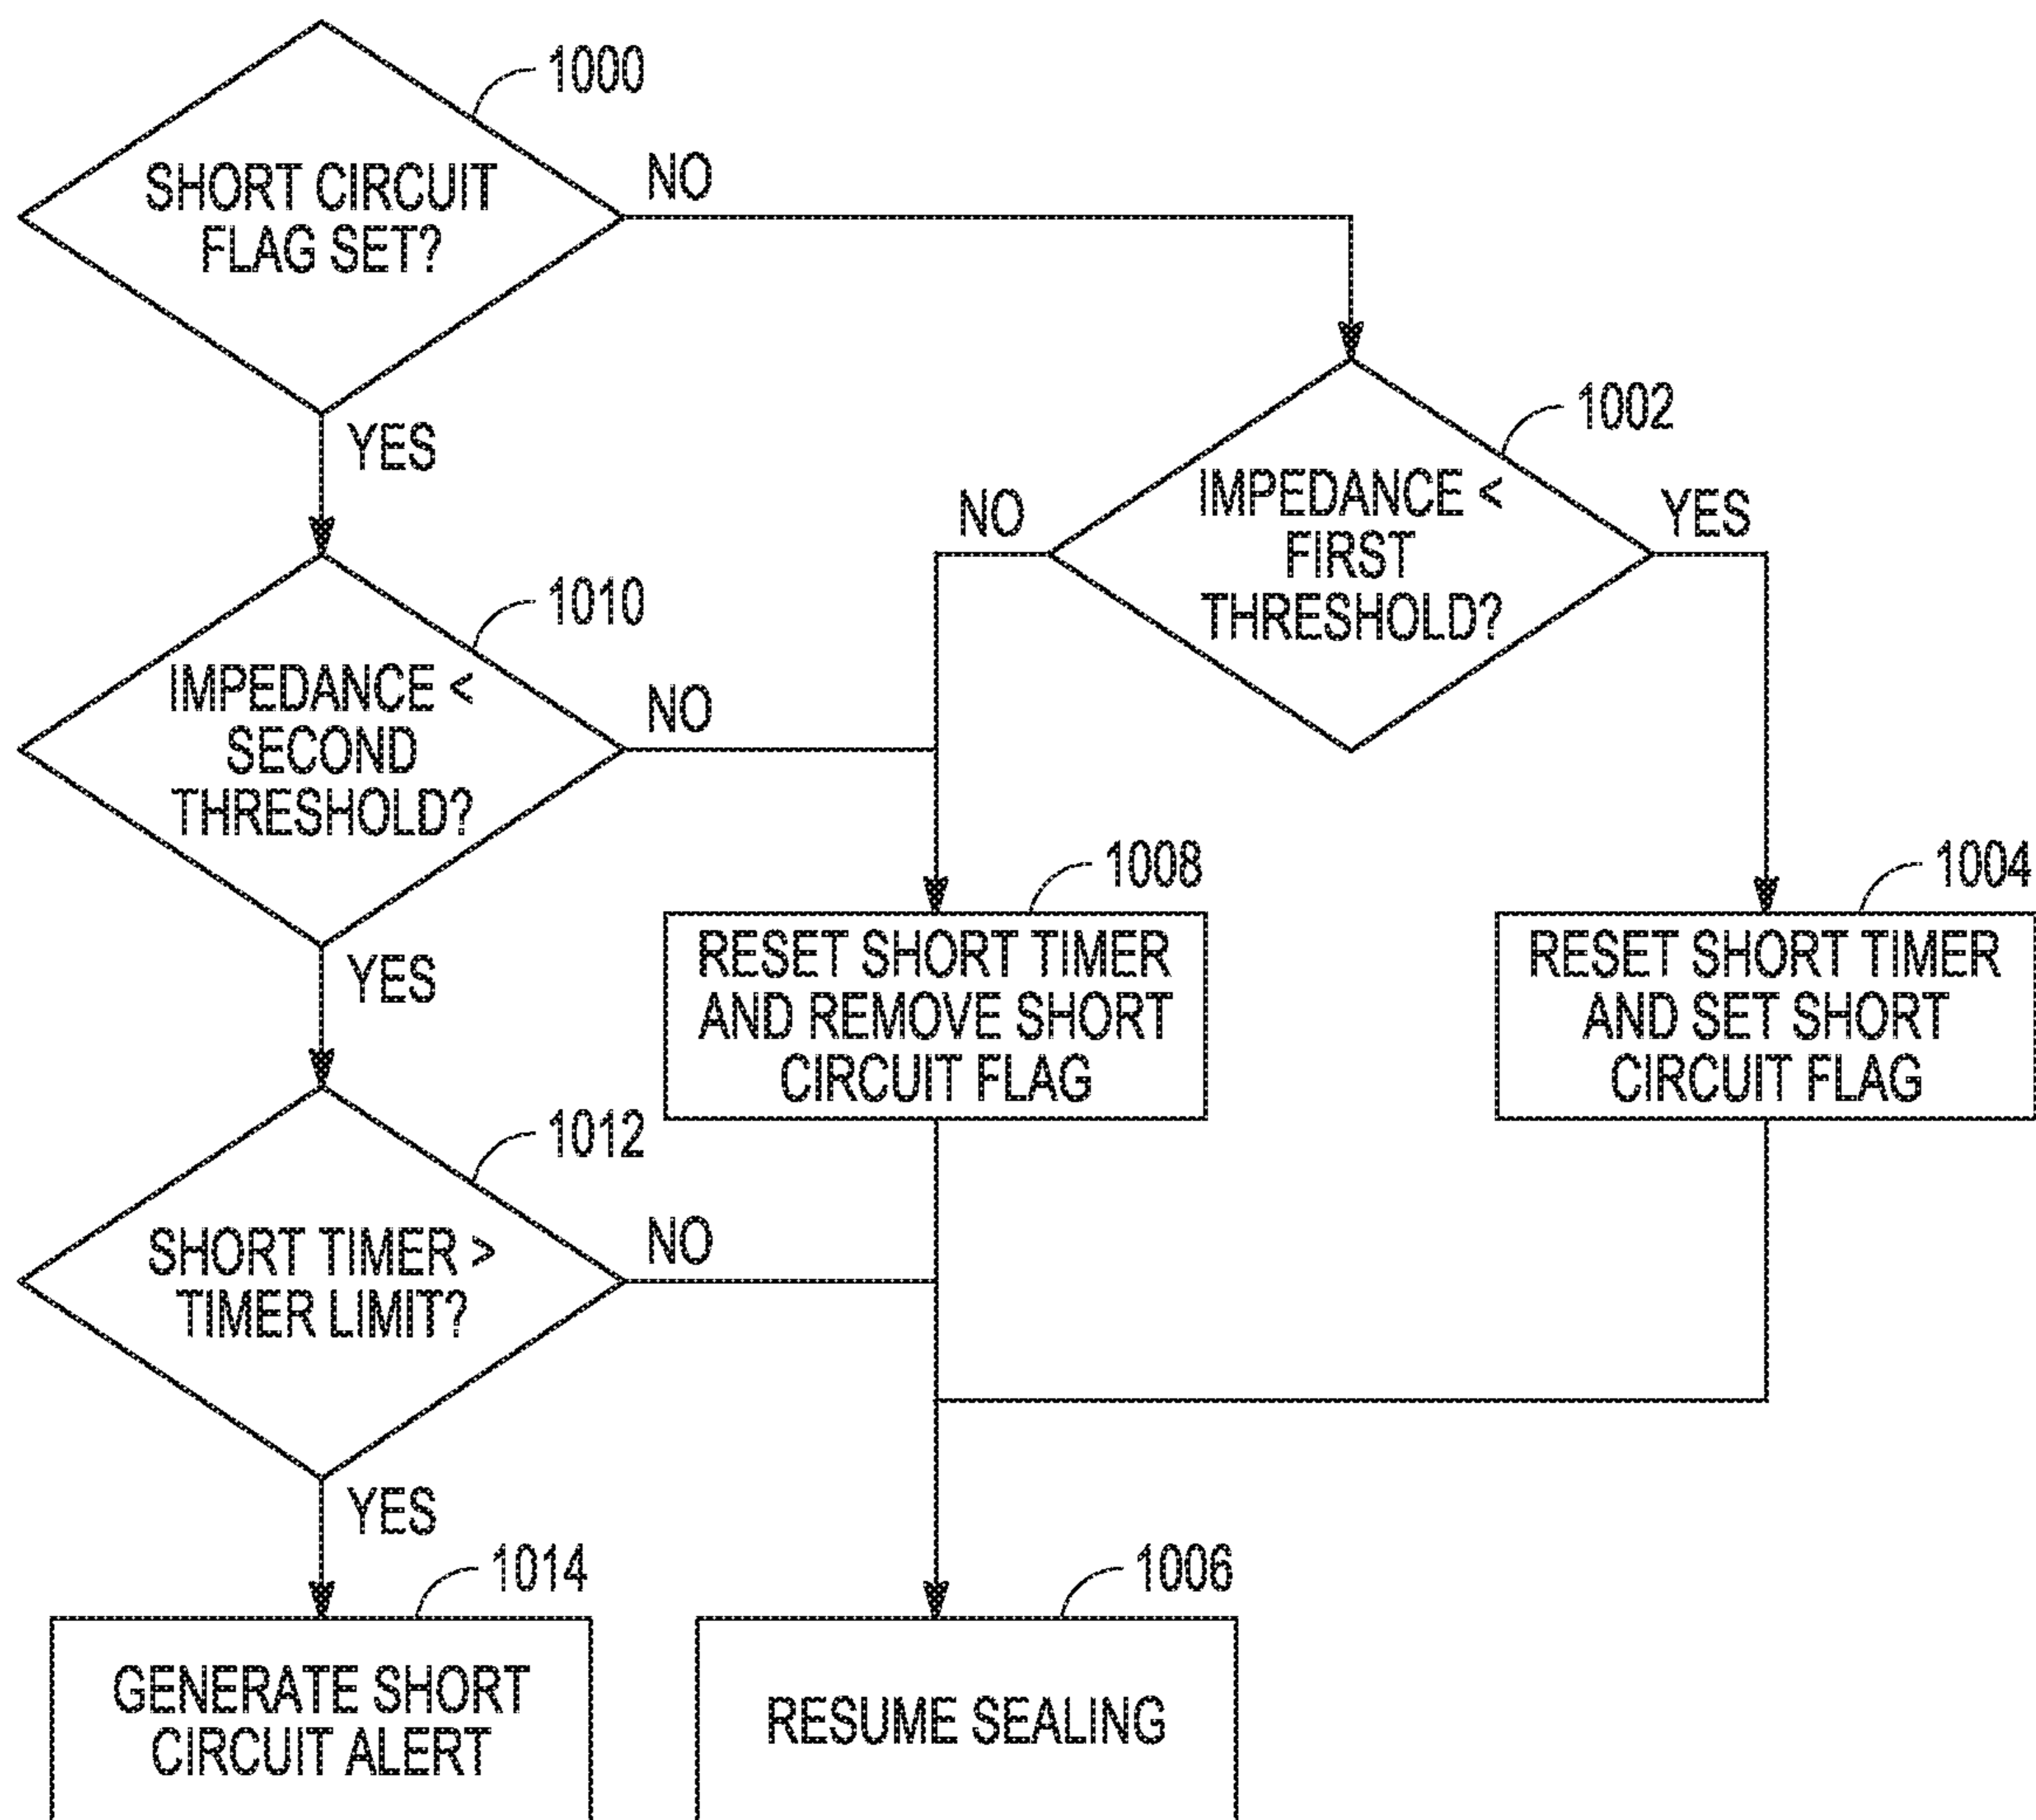 1000
SHORT CIRCUIT
FLAG SET?
NO
YES
1002
IMPEDANCE <
FIRST
THRESHOLD?
NO
YES
1010
IMPEDANCE <
SECOND
THRESHOLD?
NO
YES
1008
RESET SHORT TIMER
AND REMOVE SHORT
CIRCUIT FLAG
1004
RESET SHORT TIMER
AND SET SHORT
CIRCUIT FLAG
1012
SHORT TIMER >
TIMER LIMIT?
NO
YES
1014
GENERATE SHORT
CIRCUIT ALERT
1006
RESUME SEALING